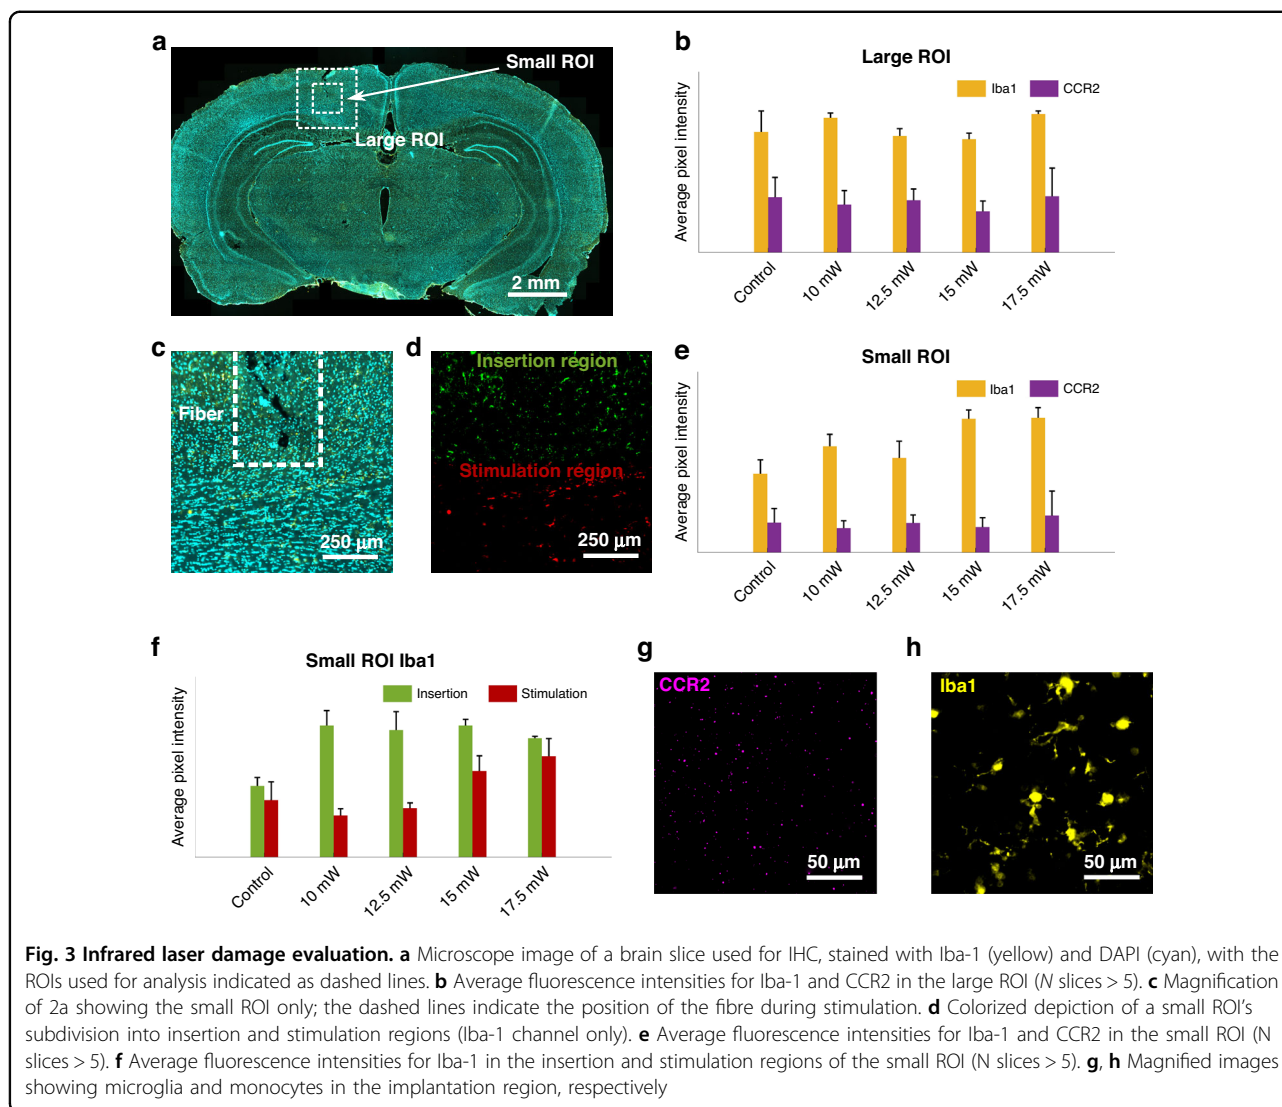 a
Small ROI
Large ROI
2 mm
b
Large ROI
Iba1
CCR2
Average pixel intensity
Control
10 mW
12.5 mW
15 mW
17.5 mW
c
Fiber
250 µm
d
Insertion region
Stimulation region
250 µm
e
Small ROI
Iba1
CCR2
Average pixel intensity
Control
10 mW
12.5 mW
15 mW
17.5 mW
f
Small ROI Iba1
Insertion
Stimulation
Average pixel intensity
Control
10 mW
12.5 mW
15 mW
17.5 mW
g
CCR2
50 µm
h
Iba1
50 µm
Fig. 3 Infrared laser damage evaluation. a Microscope image of a brain slice used for IHC, stained with Iba-1 (yellow) and DAPI (cyan), with the
ROIs used for analysis indicated as dashed lines. b Average fluorescence intensities for Iba-1 and CCR2 in the large ROI (N slices > 5). c Magnification
of 2a showing the small ROI only; the dashed lines indicate the position of the fibre during stimulation. d Colorized depiction of a small ROI's
subdivision into insertion and stimulation regions (Iba-1 channel only). e Average fluorescence intensities for Iba-1 and CCR2 in the small ROI (N
slices > 5). f Average fluorescence intensities for Iba-1 in the insertion and stimulation regions of the small ROI (N slices > 5). g, h Magnified images
showing microglia and monocytes in the implantation region, respectively